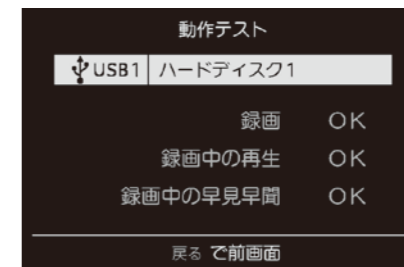 動作テスト
USB1 ハードディスク1
録画 OK
録画中の再生 OK
録画中の早見早聞 OK
戻る で前画面